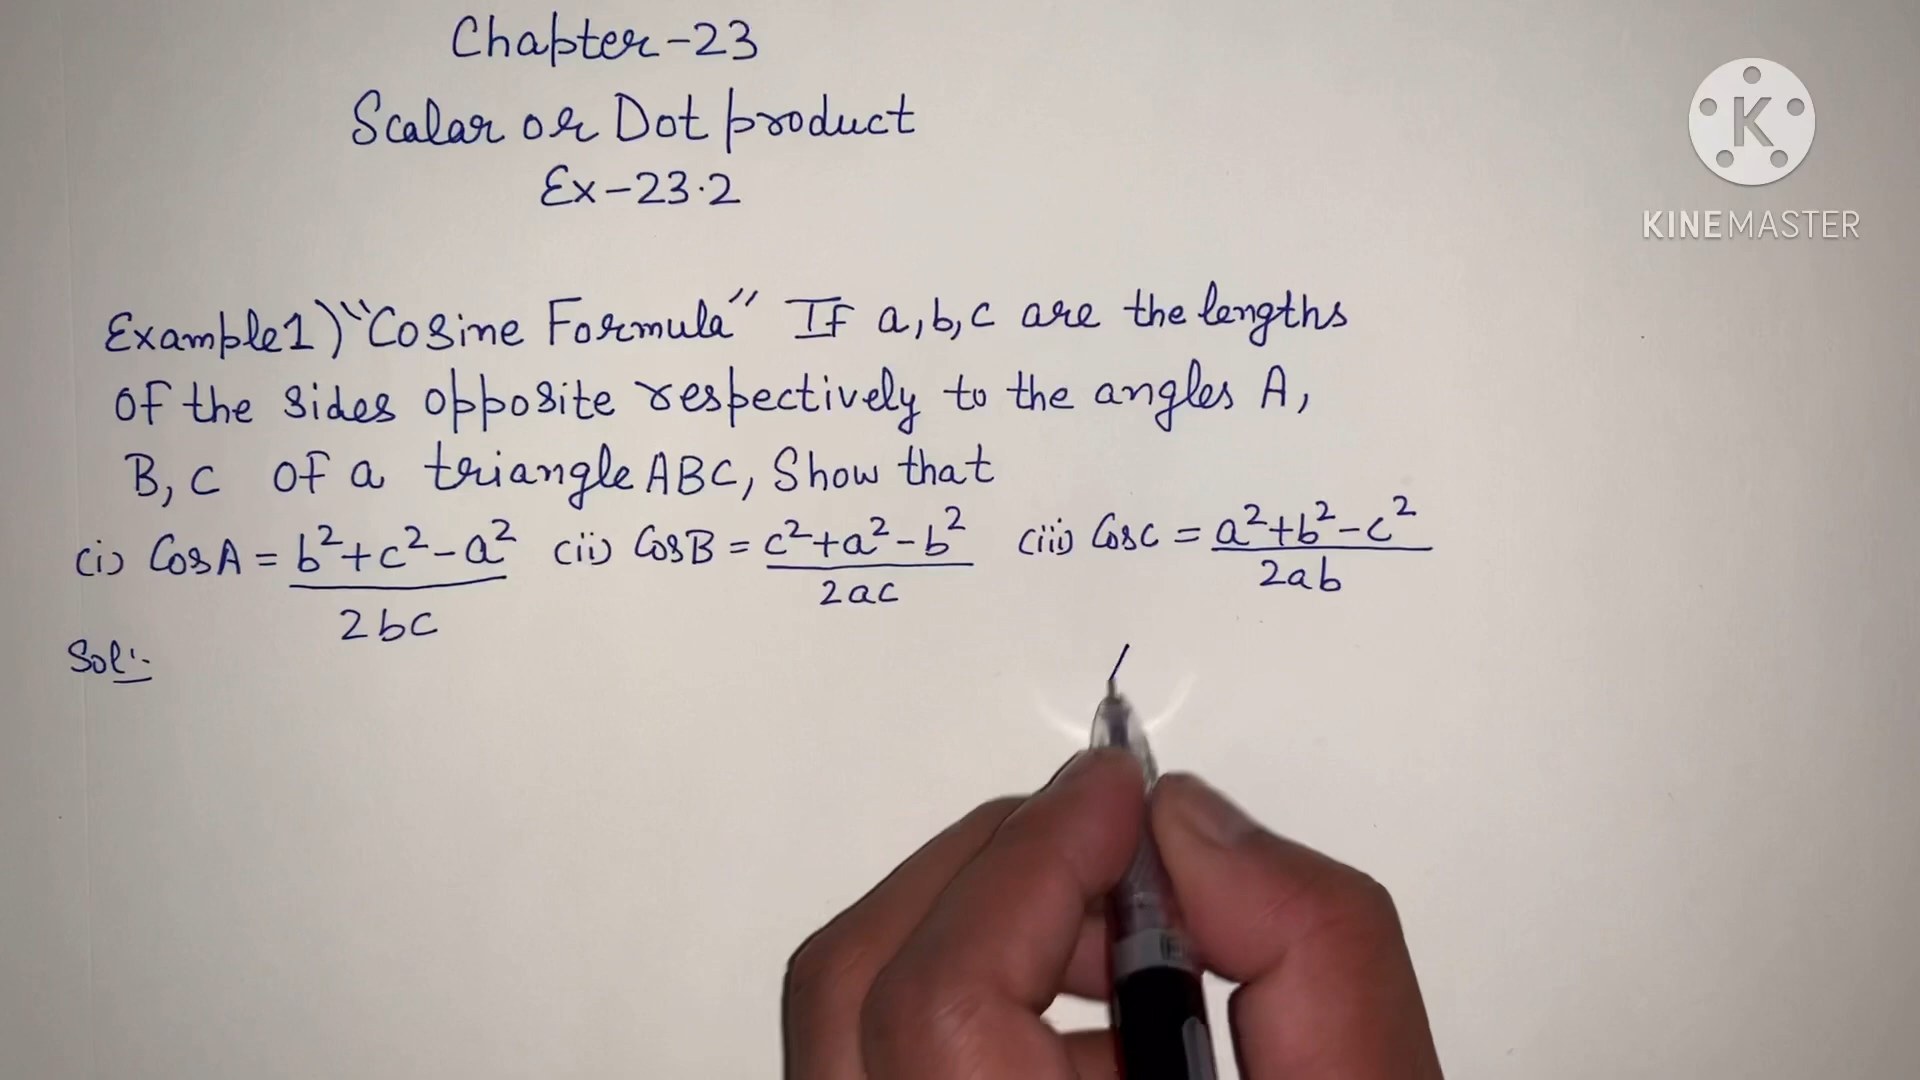 Chapter-23
Scalar or Dot product
Ex-23.2
K
KINEMASTER
Example1) "Cosine Formula" If a,b,c are the lengths
of the sides opposite respectively to the angles A,
B, C of a triangle ABC, Show that
(i) CosA = b²+c²-a²/2bc (ii) CosB = c²+a²-b²/2ac (iii) Cosc = a²+b²-c²/2ab
Sol:-